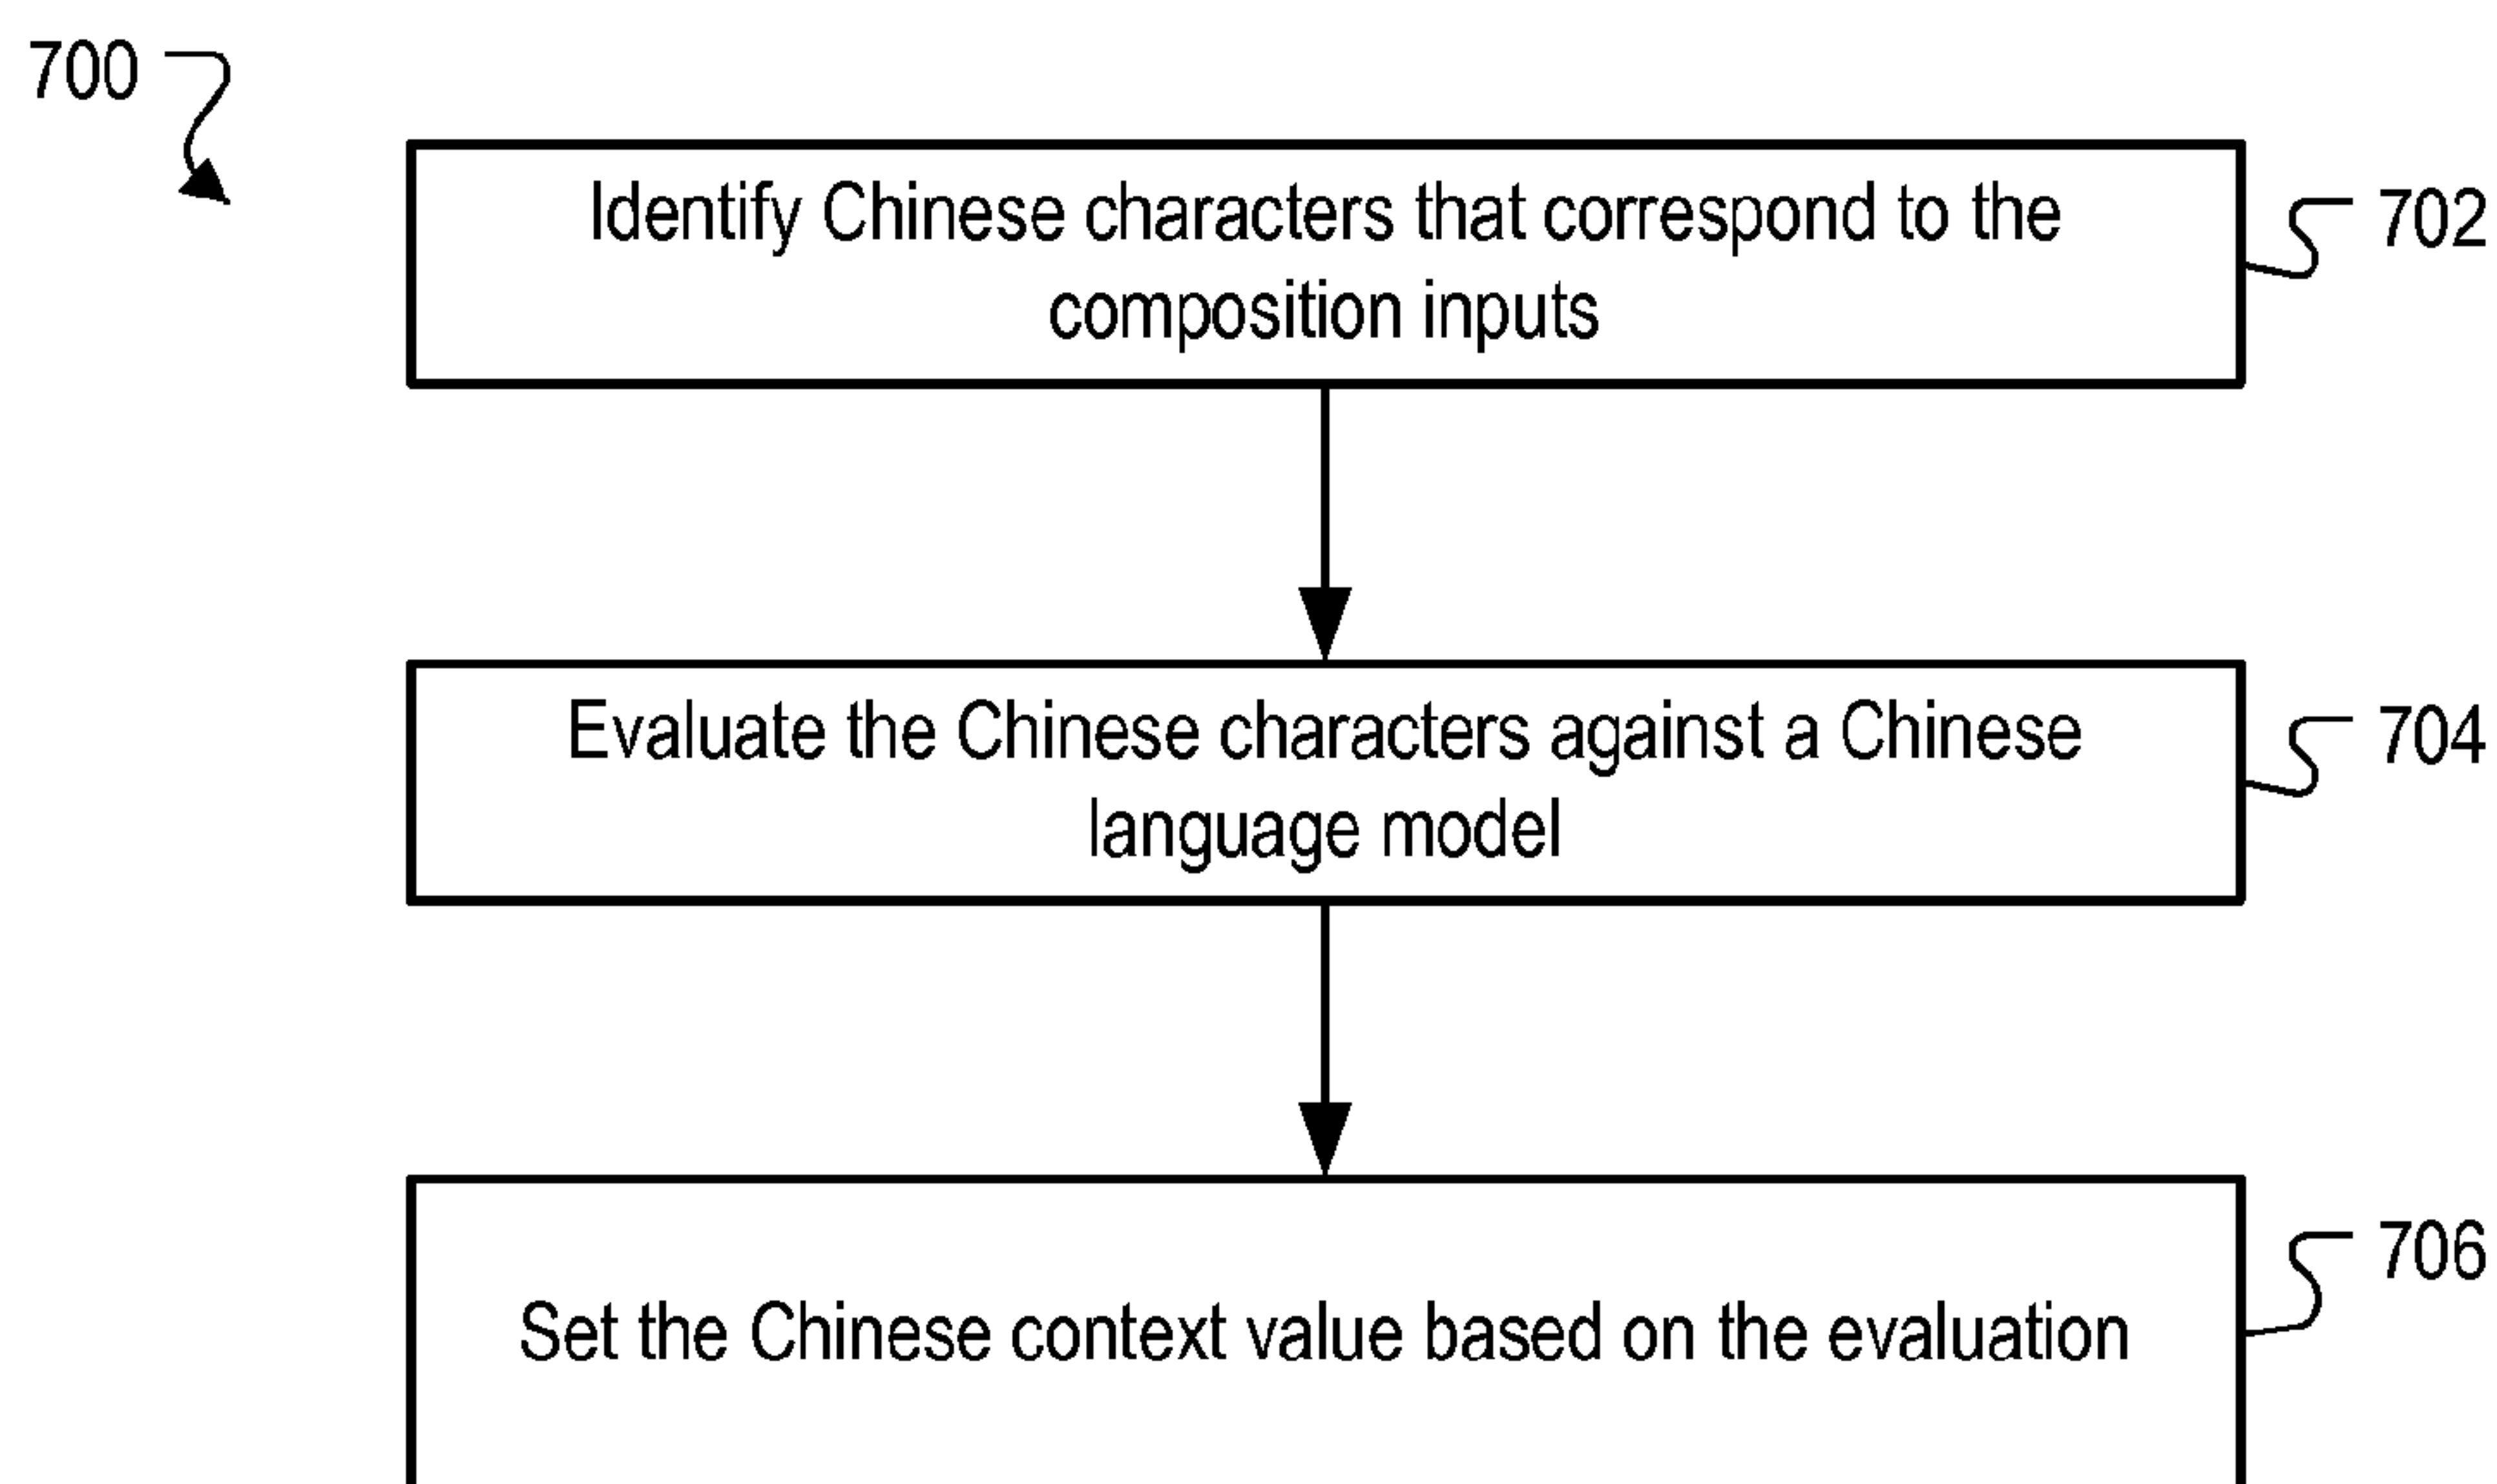 700
Identify Chinese characters that correspond to the
composition inputs
702
Evaluate the Chinese characters against a Chinese
language model
704
Set the Chinese context value based on the evaluation
706